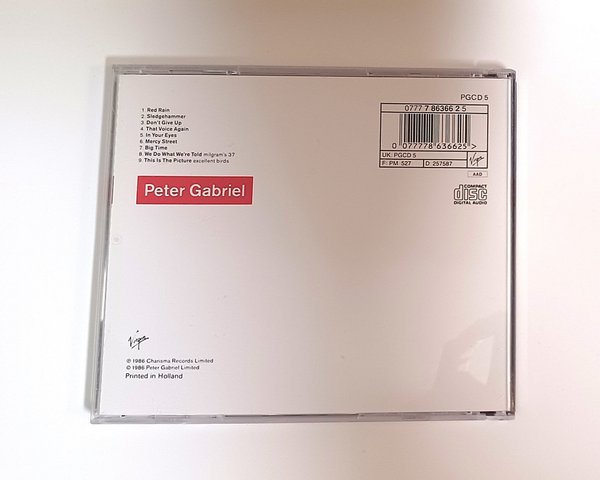 PGCD 5
1. Red Rain
2. Sledgehammer
3. Don't Give Up
4. That Voice Again
5. In Your Eyes
6. Mercy Street
7. Big Time
8. We Do What We're Told milgram's 37
9. This Is The Picture excellent birds
0777 7 86366 2 5
0 077778 636625 >
UK: PGCD 5
F: PM 527
D: 257587
Virgin
AAD
Peter Gabriel
COMPACT
disc
DIGITAL AUDIO
Virgin
℗ 1986 Charisma Records Limited
© 1986 Peter Gabriel Limited
Printed in Holland